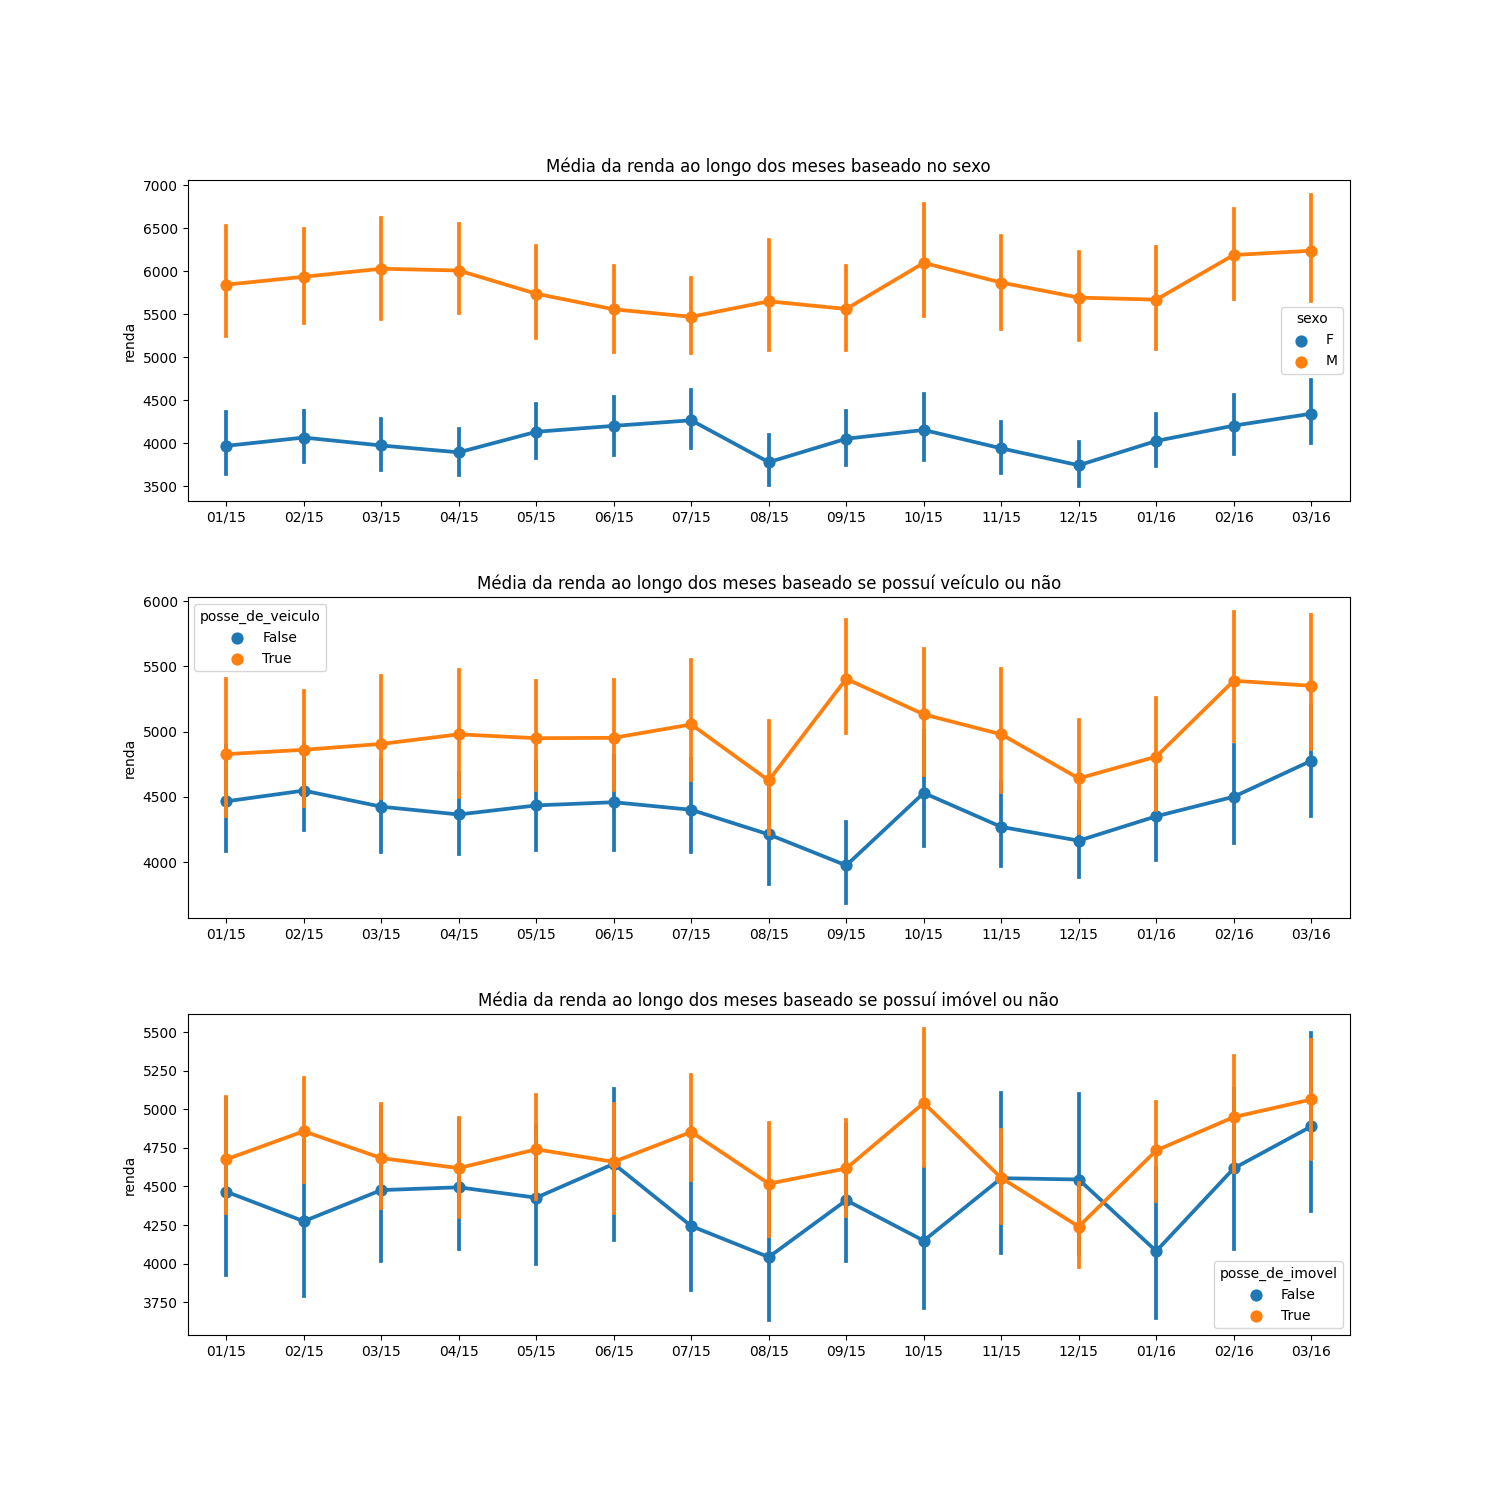 Média da renda ao longo dos meses baseado no sexo
7000
6500
6000
5500
5000
4500
4000
3500
renda
sexo
F
M
01/15 02/15 03/15 04/15 05/15 06/15 07/15 08/15 09/15 10/15 11/15 12/15 01/16 02/16 03/16
Média da renda ao longo dos meses baseado se possuí veículo ou não
6000
5500
5000
4500
4000
renda
posse_de_veiculo
False
True
01/15 02/15 03/15 04/15 05/15 06/15 07/15 08/15 09/15 10/15 11/15 12/15 01/16 02/16 03/16
Média da renda ao longo dos meses baseado se possuí imóvel ou não
5500
5250
5000
4750
4500
4250
4000
3750
renda
posse_de_imovel
False
True
01/15 02/15 03/15 04/15 05/15 06/15 07/15 08/15 09/15 10/15 11/15 12/15 01/16 02/16 03/16